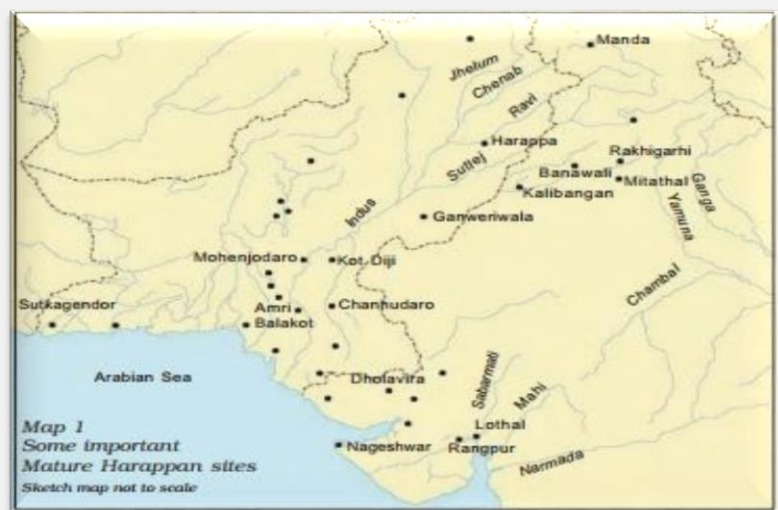 Manda
Jhelum
Chenab
Ravi
Harappa
Rakhigarhi
Sutlej
Banawali
Mitathal
Kalibangan
Ganga
Yamuna
Indus
Ganweriwala
Mohenjodaro
Kot Diji
Chambal
Sutkagendor
Amri
Chanhudaro
Balakot
Arabian Sea
Dholavira
Sabarmati
Mahi
Lothal
Nageshwar
Rangpur
Narmada
Map 1
Some important
Mature Harappan sites
Sketch map not to scale